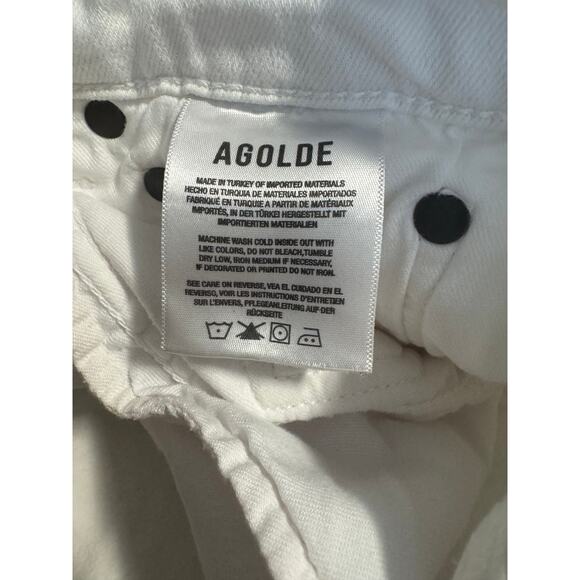 AGOLDE
MADE IN TURKEY OF IMPORTED MATERIALS
HECHO EN TURQUIA DE MATERIALES IMPORTADOS
FABRIQUÉ EN TURQUIE A PARTIR DE MATÉRIAUX
IMPORTÉS, IN DER TÜRKEI HERGESTELLT MIT
IMPORTIERTEN MATERIALIEN
MACHINE WASH COLD INSIDE OUT WITH
LIKE COLORS, DO NOT BLEACH,TUMBLE
DRY LOW, IRON MEDIUM IF NECESSARY,
IF DECORATED OR PRINTED DO NOT IRON.
SEE CARE ON REVERSE, VEA EL CUIDADO EN EL
REVERSO, VOIR LES INSTRUCTIONS D'ENTRETIEN
SUR L'ENVERS, PFLEGEANLEITUNG AUF DER
RÜCKSEITE